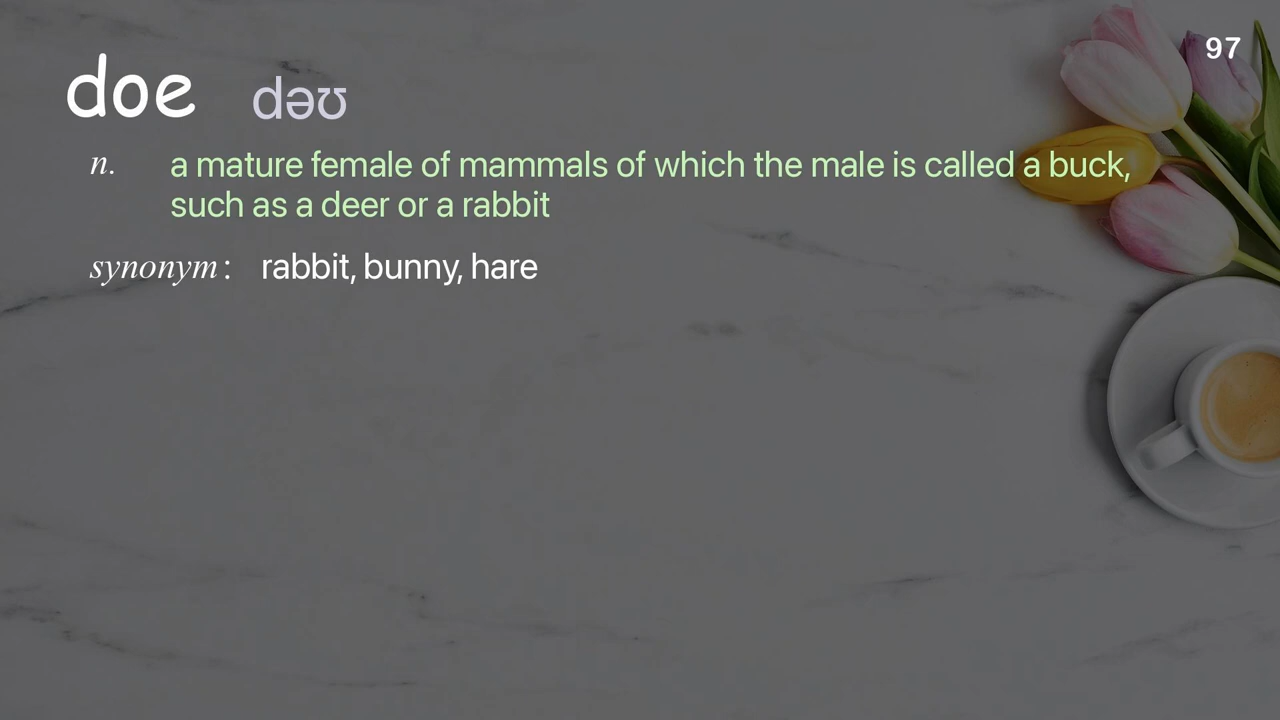 97
doe dəʊ
n. a mature female of mammals of which the male is called a buck,
such as a deer or a rabbit
synonym: rabbit, bunny, hare